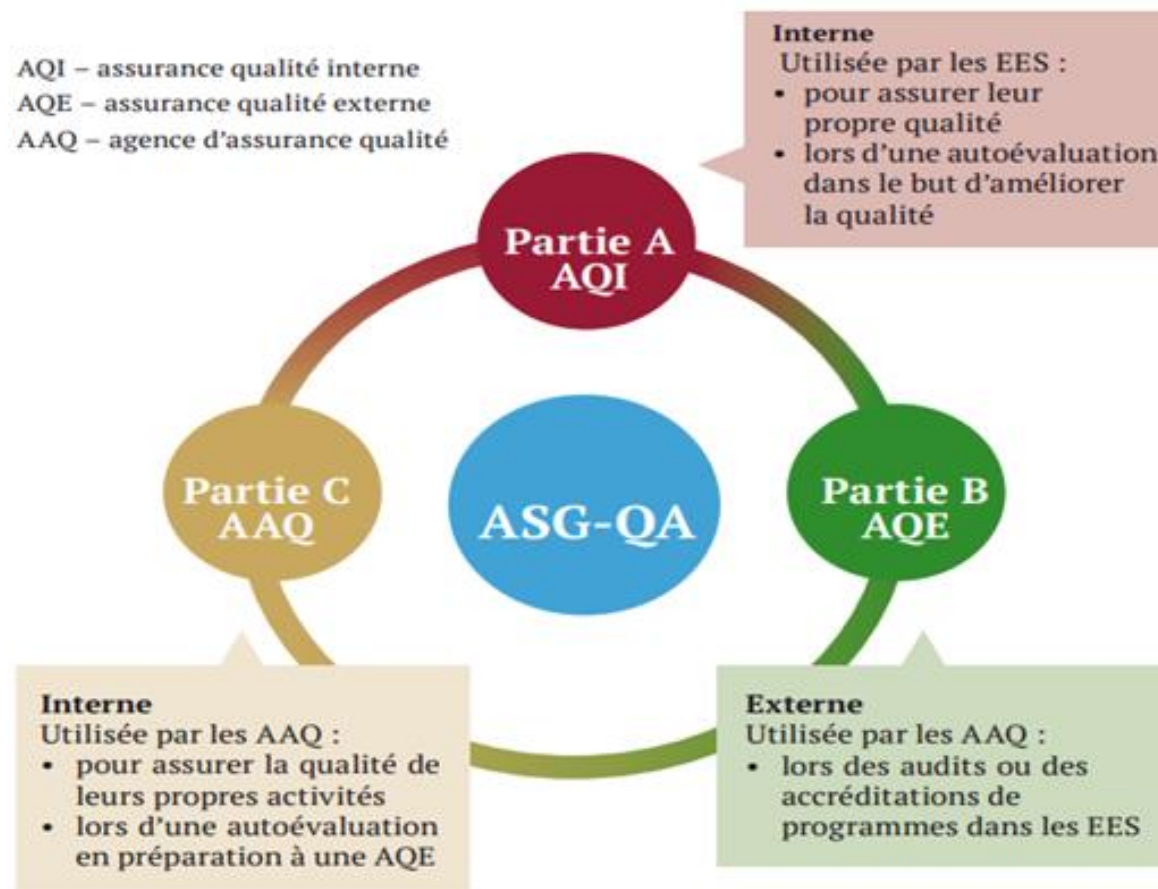 AQI – assurance qualité interne
AQE – assurance qualité externe
AAQ – agence d'assurance qualité
Interne
Utilisée par les EES :
• pour assurer leur
propre qualité
• lors d'une autoévaluation
dans le but d'améliorer
la qualité
Partie A
AQI
Partie C
AAQ
ASG-QA
Partie B
AQE
Interne
Utilisée par les AAQ :
• pour assurer la qualité de
leurs propres activités
• lors d'une autoévaluation
en préparation à une AQE
Externe
Utilisée par les AAQ :
• lors des audits ou des
accréditations de
programmes dans les EES